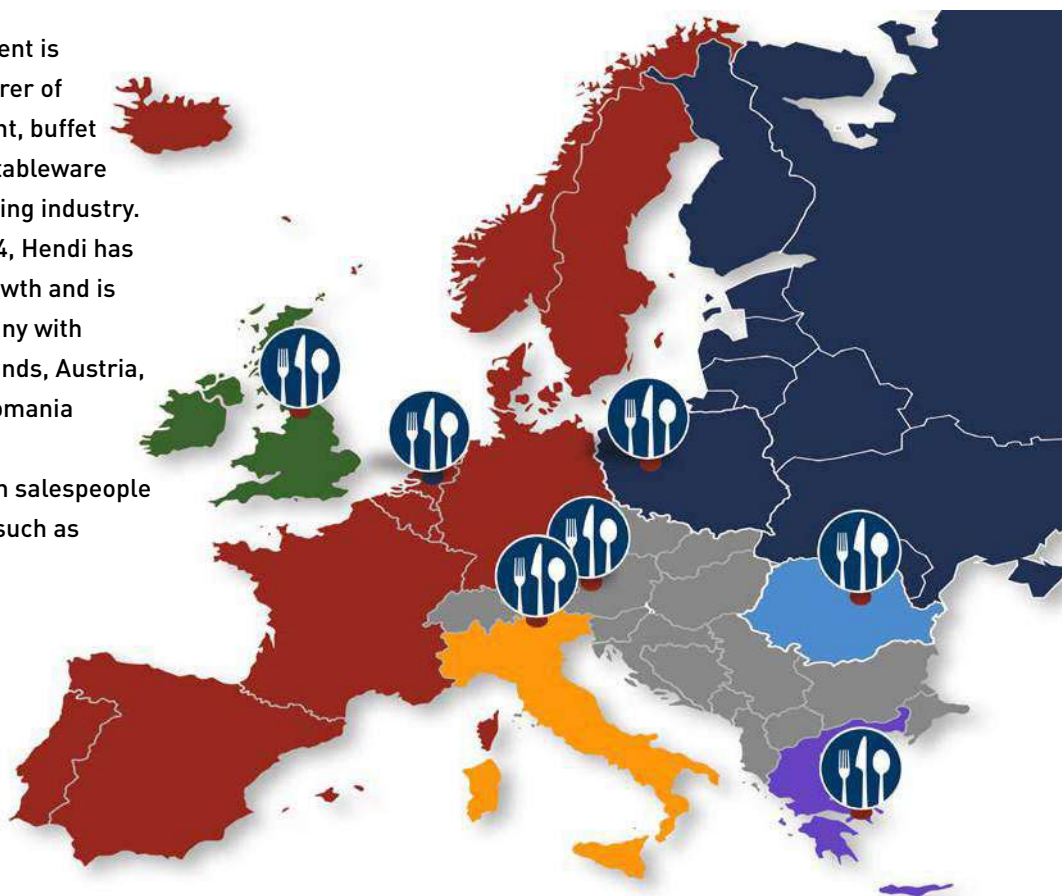 ent is
rer of
nt, buffet
tableware
ing industry.
4, Hendi has
wth and is
ny with
nds, Austria,
omania
n salespeople
such as